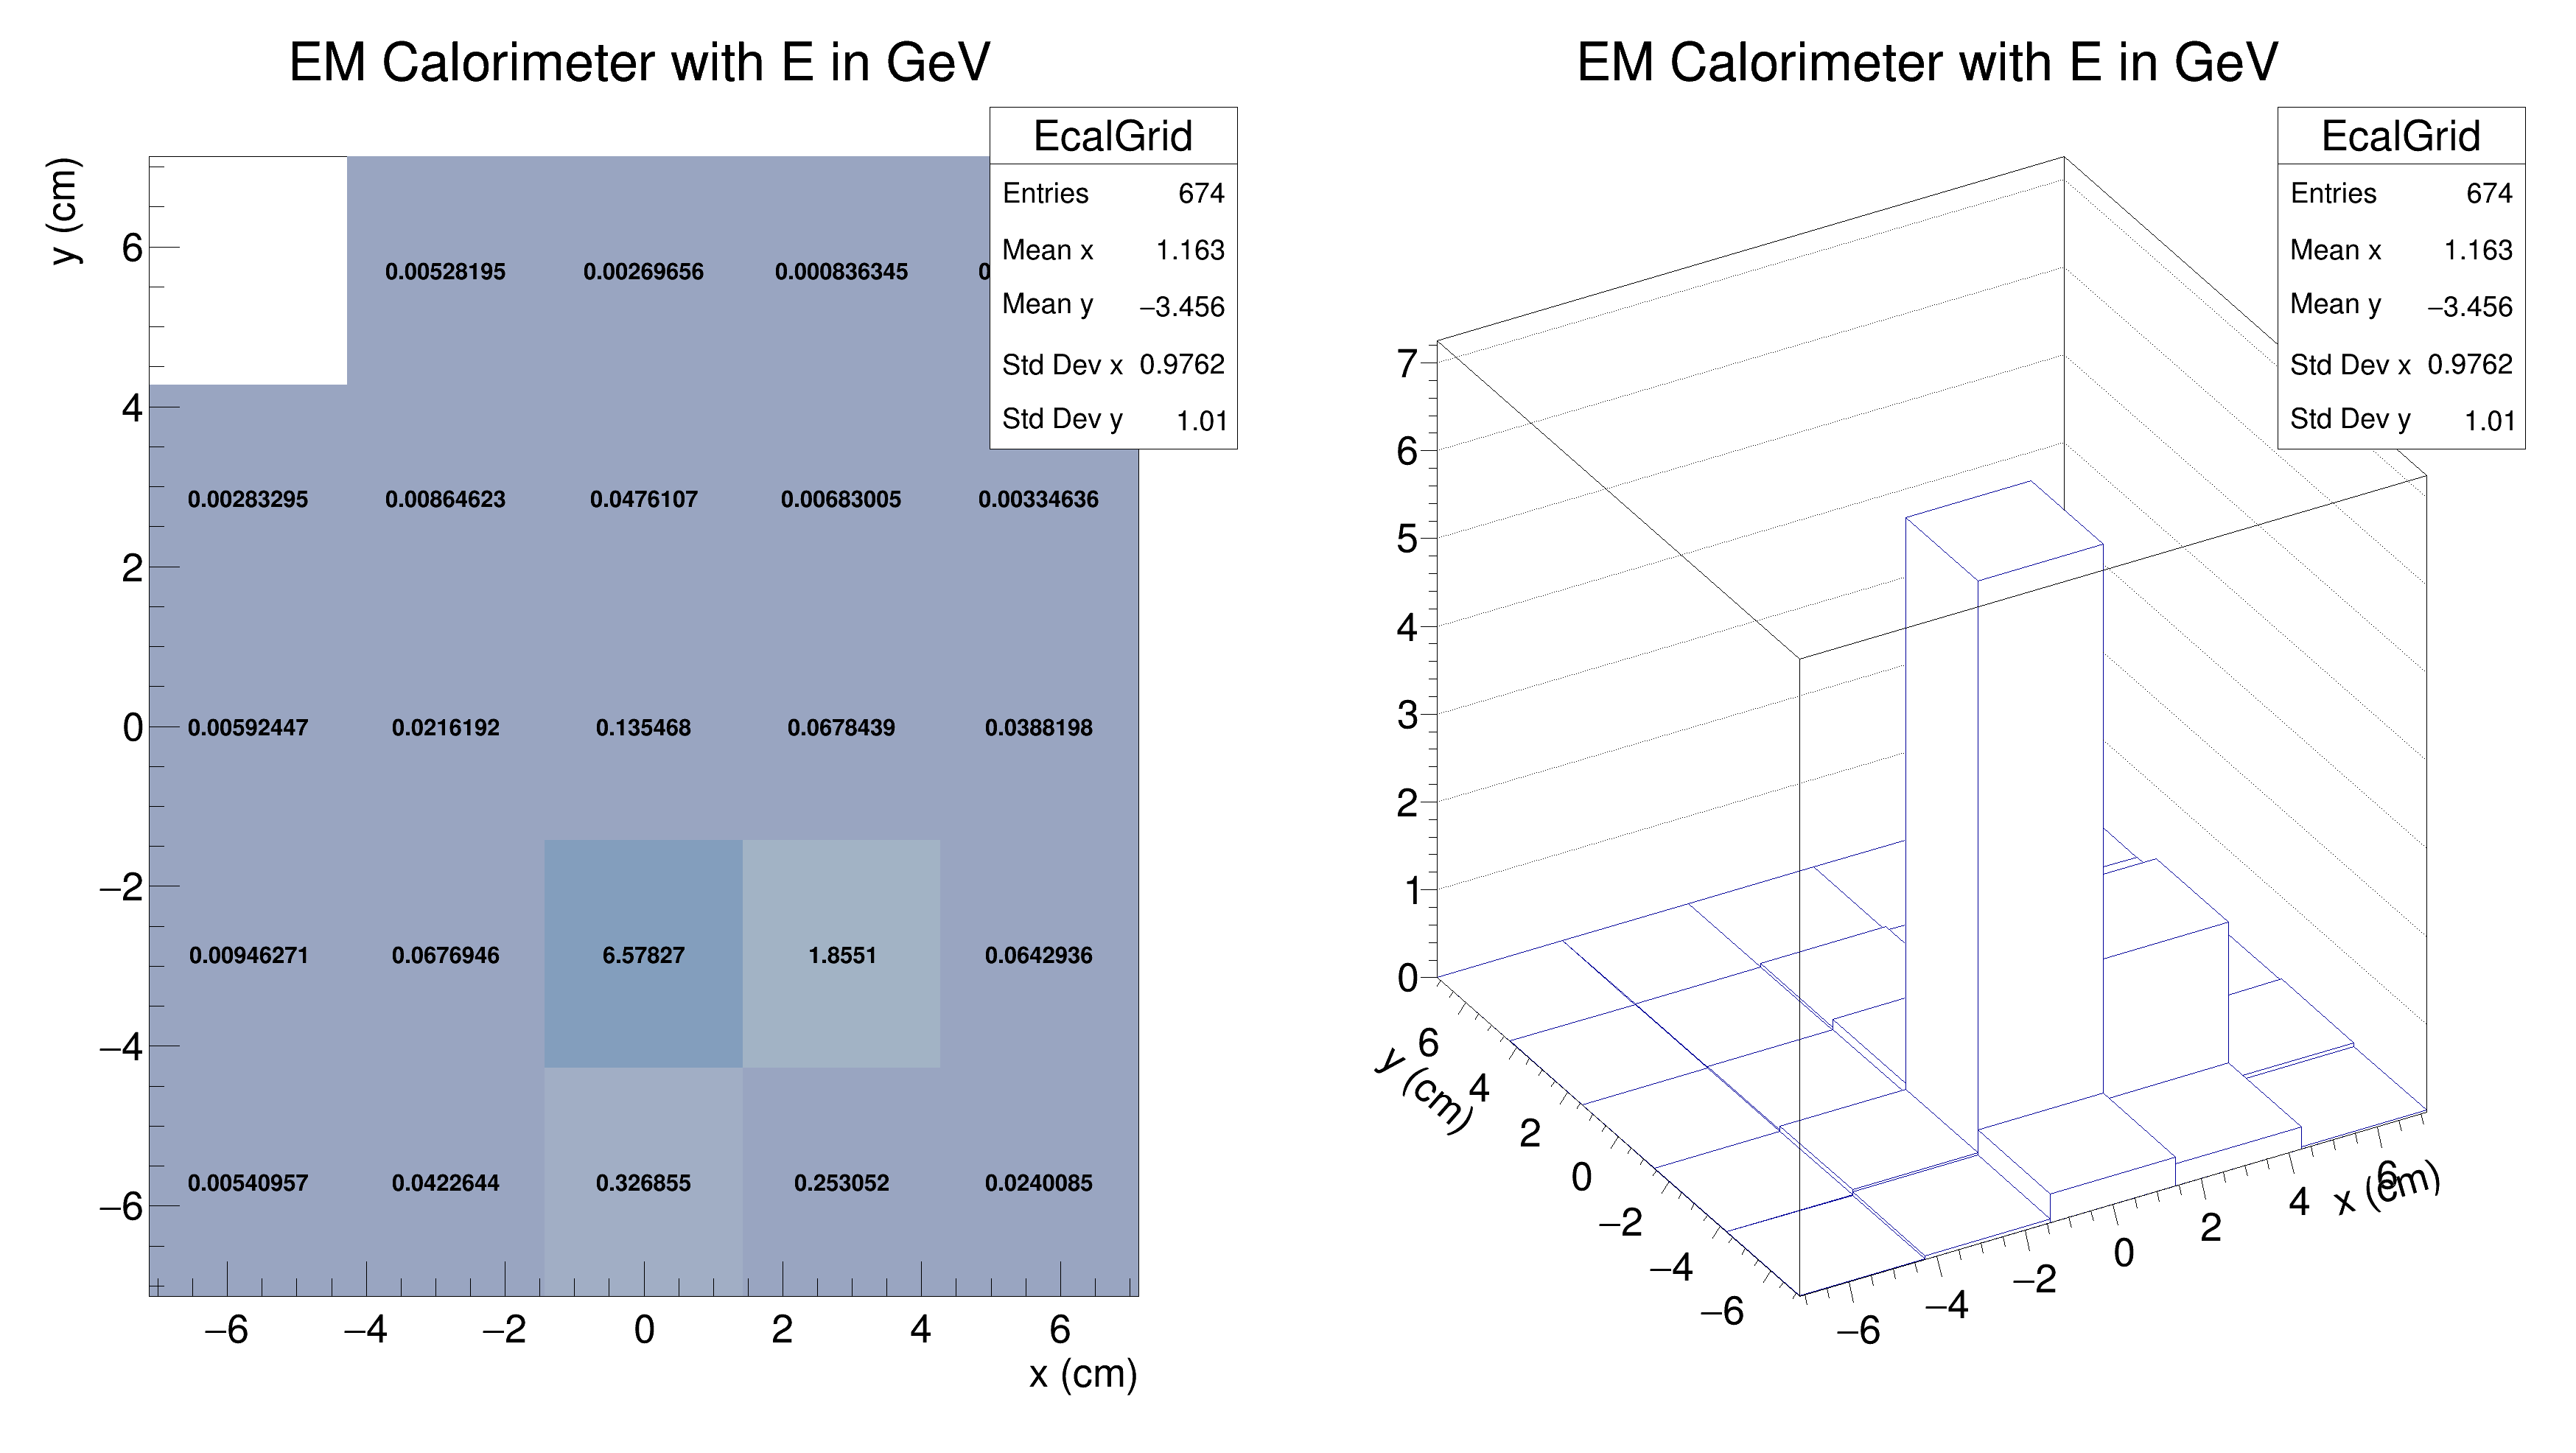 EM Calorimeter with E in GeV
EcalGrid
Entries 674
Mean x 1.163
Mean y −3.456
Std Dev x 0.9762
Std Dev y 1.01
y (cm)
6
4
2
0
−2
−4
−6
0.00528195 0.00269656 0.000836345
0.00283295 0.00864623 0.0476107 0.00683005 0.00334636
0.00592447 0.0216192 0.135468 0.0678439 0.0388198
0.00946271 0.0676946 6.57827 1.8551 0.0642936
0.00540957 0.0422644 0.326855 0.253052 0.0240085
−6 −4 −2 0 2 4 6
x (cm)
EM Calorimeter with E in GeV
EcalGrid
Entries 674
Mean x 1.163
Mean y −3.456
Std Dev x 0.9762
Std Dev y 1.01
7
6
5
4
3
2
1
0
y (cm)
6
4
2
0
−2
−4
−6
−6
−4
−2
0
2
4
6
x (cm)